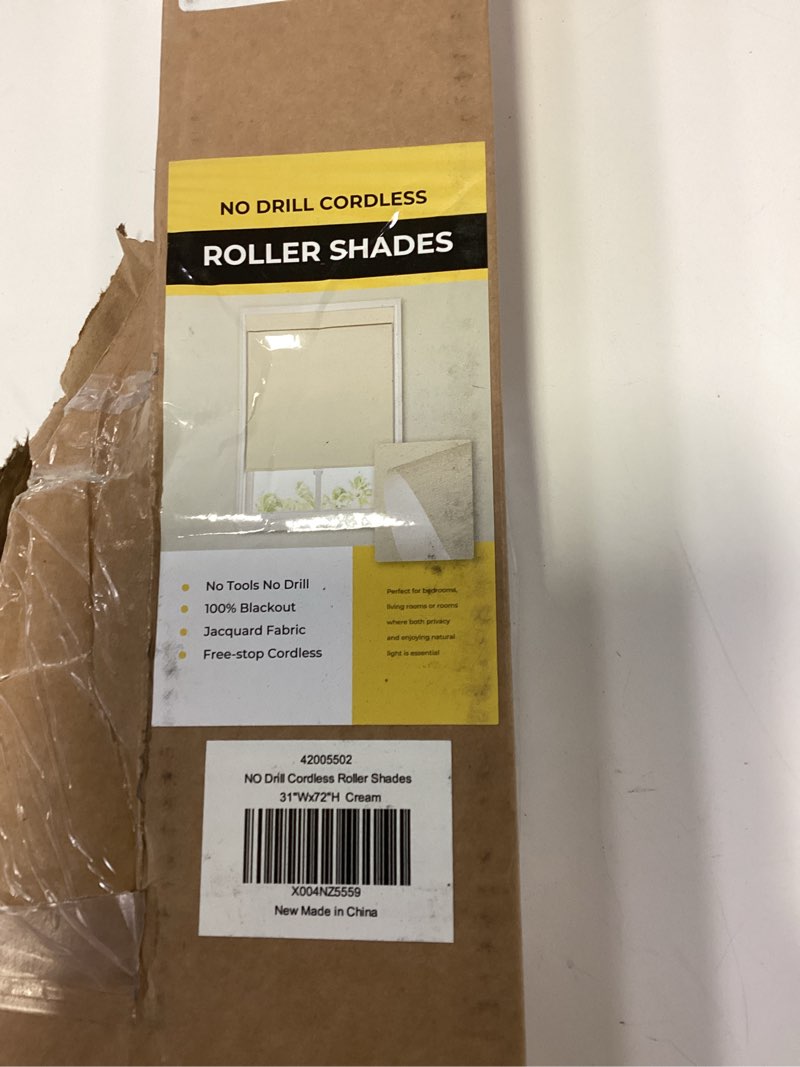 NO DRILL CORDLESS
ROLLER SHADES
No Tools No Drill
100% Blackout
Jacquard Fabric
Free-stop Cordless
Perfect for bedrooms,
living rooms or rooms
where both privacy
and enjoying natural
light is essential
42005502
NO Drill Cordless Roller Shades
31"Wx72"H Cream
X004NZ5559
New Made in China